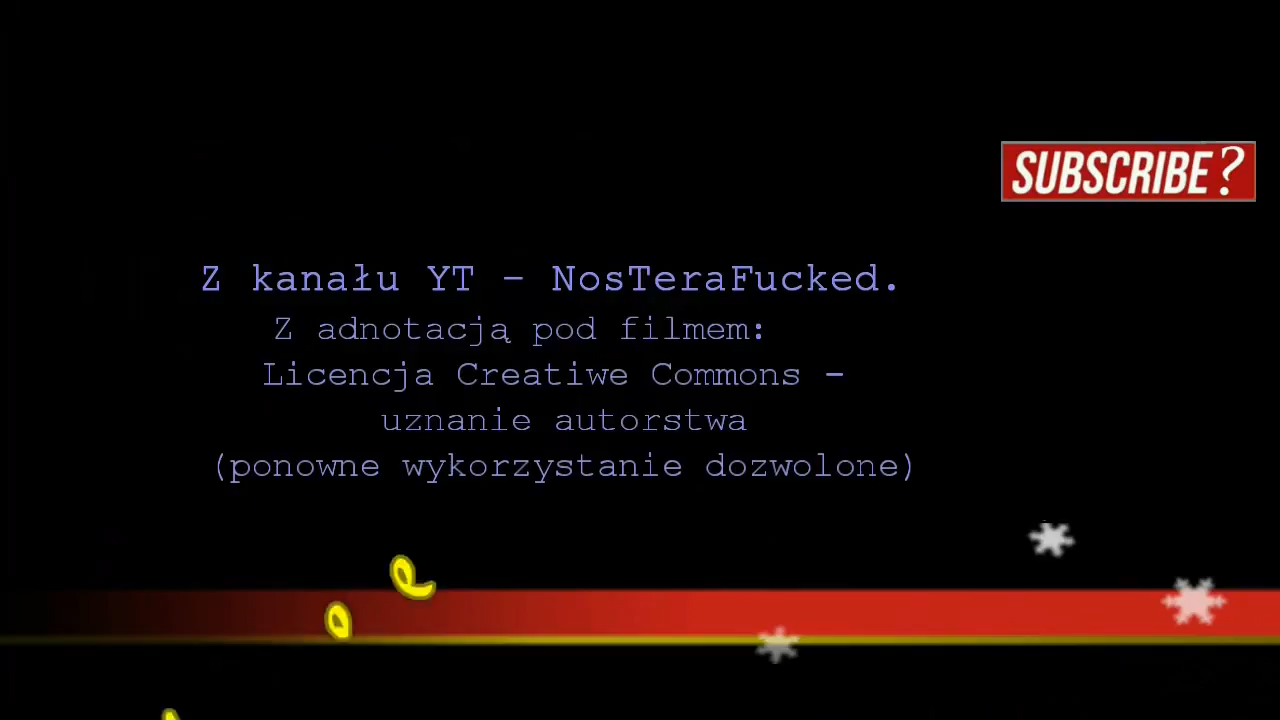 SUBSCRIBE?
Z kanału YT - NosTeraFucked.
Z adnotacją pod filmem:
Licencja Creatiwe Commons -
uznanie autorstwa
(ponowne wykorzystanie dozwolone)